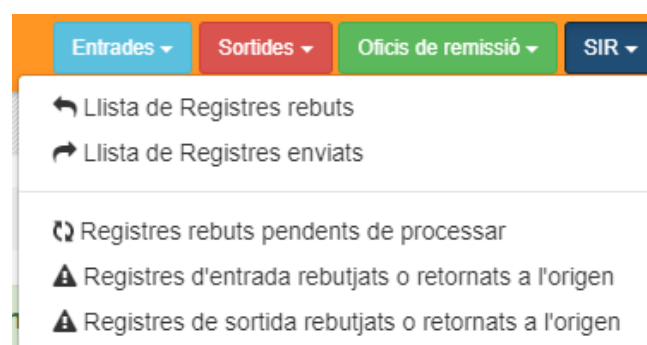 Entrades Sortides Oficis de remissió SIR
Llista de Registres rebuts
Llista de Registres enviats
Registres rebuts pendents de processar
Registres d'entrada rebutjats o retornats a l'origen
Registres de sortida rebutjats o retornats a l'origen